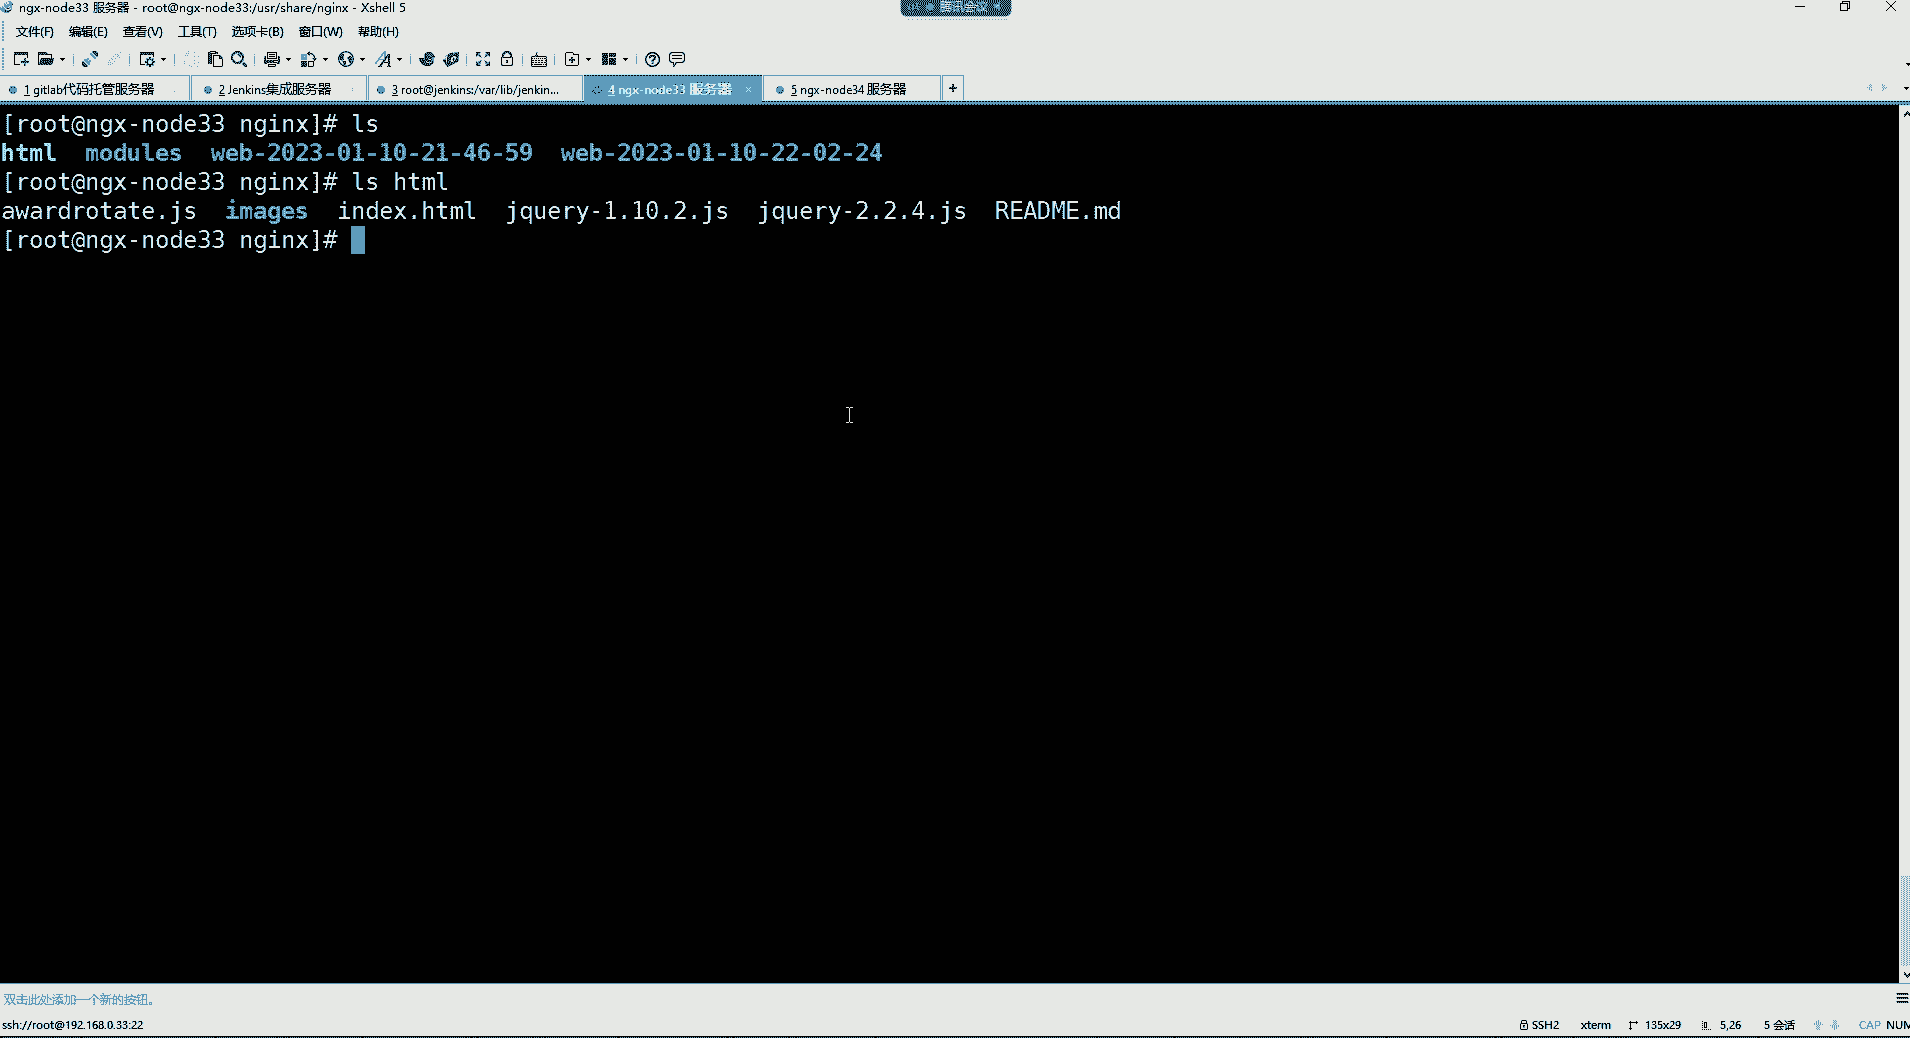 ngx-node33 服务器 - root@ngx-node33:/usr/share/nginx - Xshell 5
腾讯会议
文件(F) 编辑(E) 查看(V) 工具(T) 选项卡(B) 窗口(W) 帮助(H)
1 gitlab代码托管服务器 2 Jenkins集成服务器 3 root@jenkins:/var/lib/jenkin... 4 ngx-node33 服务器 × 5 ngx-node34 服务器 +
[root@ngx-node33 nginx]# ls
html modules web-2023-01-10-21-46-59 web-2023-01-10-22-02-24
[root@ngx-node33 nginx]# ls html
awardrotate.js images index.html jquery-1.10.2.js jquery-2.2.4.js README.md
[root@ngx-node33 nginx]#
双击此处添加一个新的按钮。
ssh://root@192.168.0.33:22 SSH2 xterm 135x29 5,26 5 会话 CAP NUM